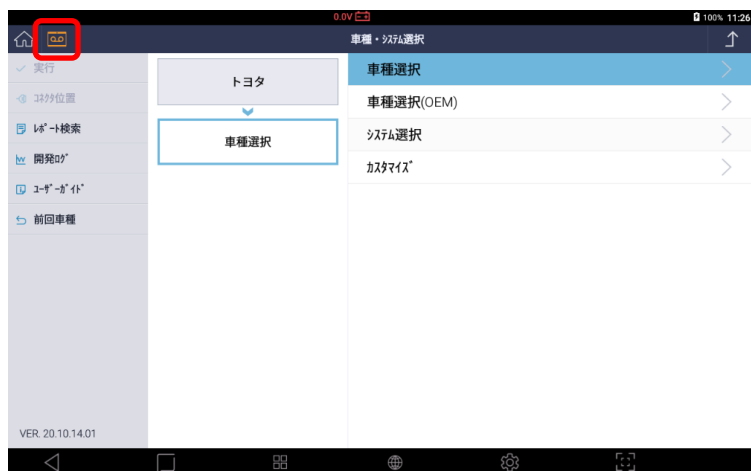 0.0V
100% 11:26
車種・ｼｽﾃﾑ選択
実行
ｺﾈｸﾀ位置
ﾚﾎﾟｰﾄ検索
開発ﾛｸﾞ
ﾕｰｻﾞｰｶﾞｲﾄﾞ
前回車種
VER. 20.10.14.01
トヨタ
車種選択
車種選択
車種選択(OEM)
ｼｽﾃﾑ選択
ｶｽﾀﾏｲｽﾞ